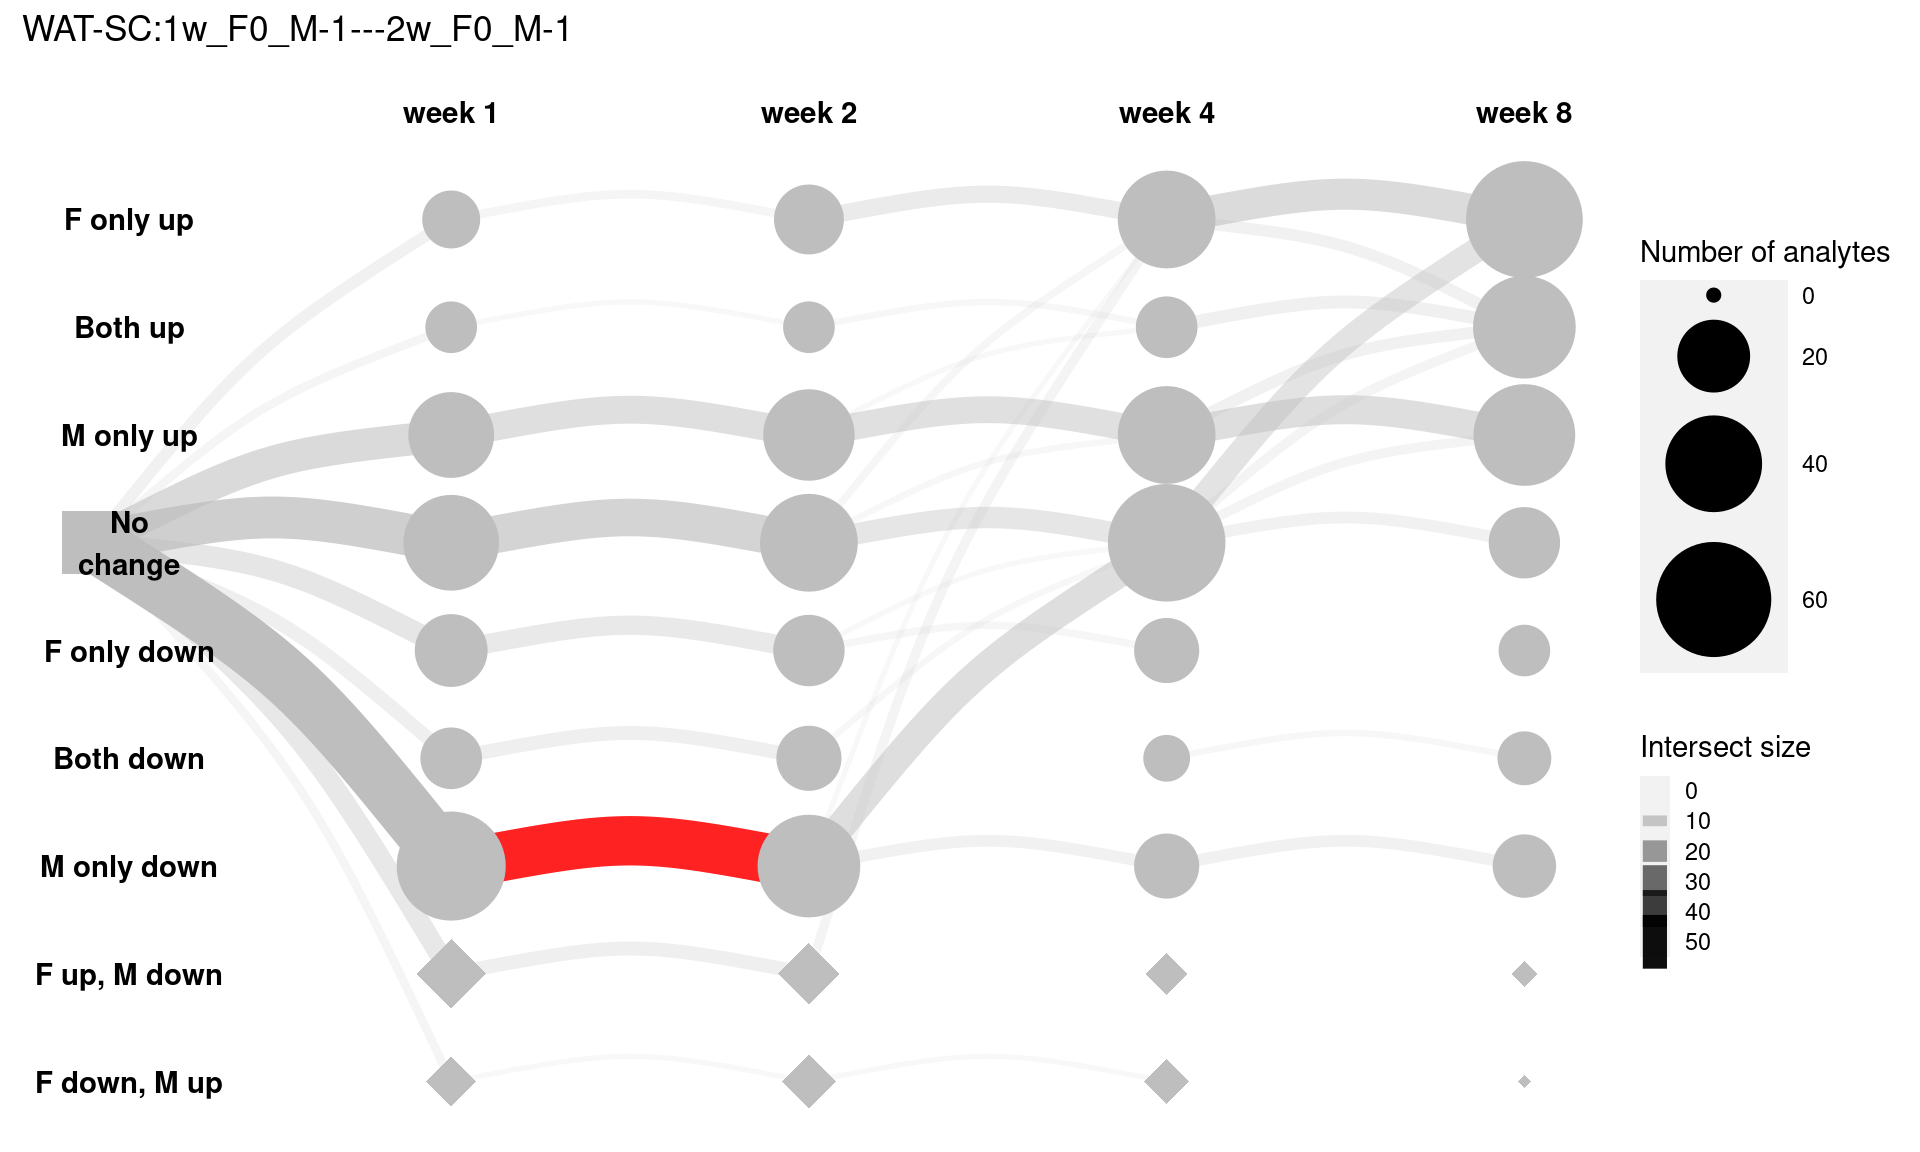 WAT-SC:1w_F0_M-1---2w_F0_M-1
week 1
week 2
week 4
week 8
F only up
Both up
M only up
No
change
F only down
Both down
M only down
F up, M down
F down, M up
Number of analytes
0
20
40
60
Intersect size
0
10
20
30
40
50